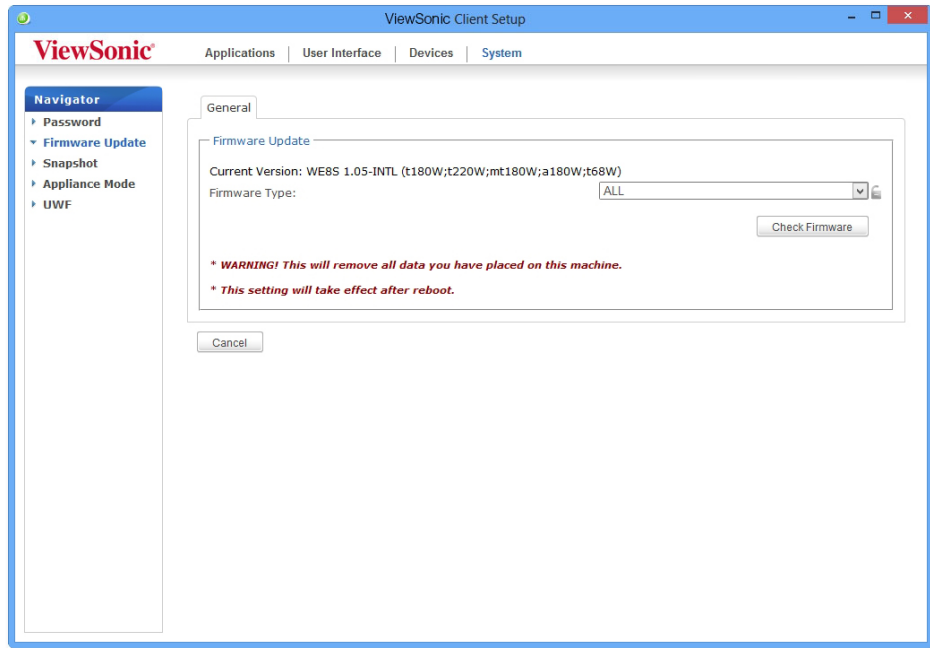 ViewSonic Client Setup
ViewSonic®
Applications | User Interface | Devices | System
Navigator
Password
Firmware Update
Snapshot
Appliance Mode
UWF
General
Firmware Update
Current Version: WE8S 1.05-INTL (t180W;t220W;mt180W;a180W;t68W)
Firmware Type: ALL
Check Firmware
* WARNING! This will remove all data you have placed on this machine.
* This setting will take effect after reboot.
Cancel